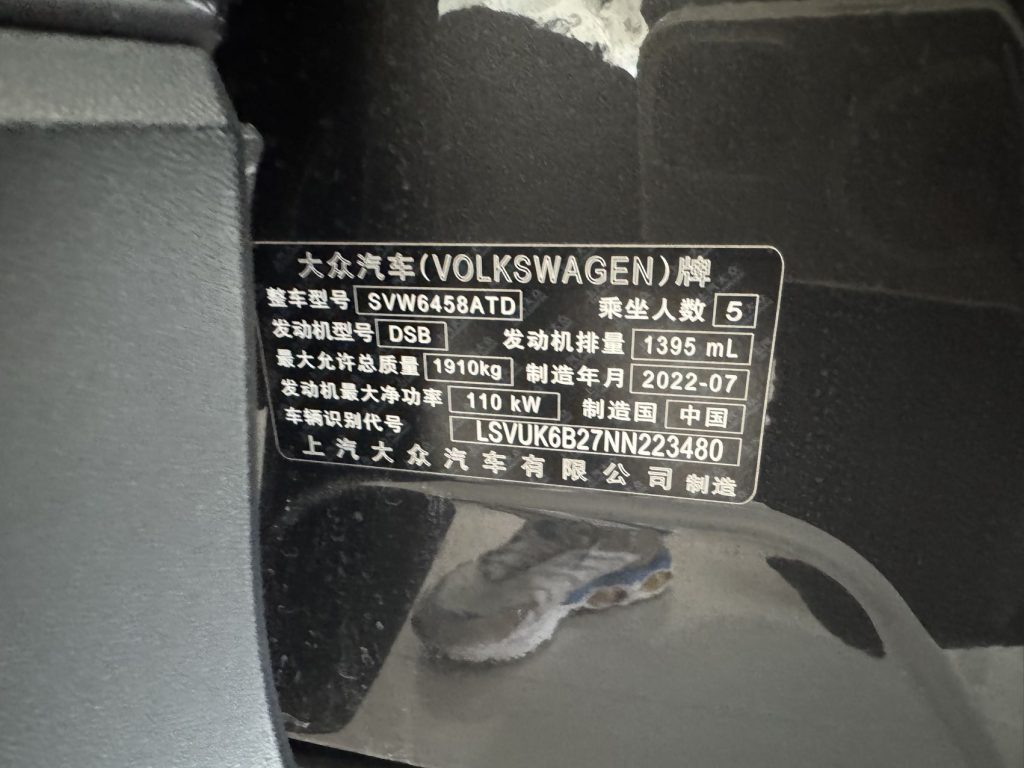 大众汽车(VOLKSWAGEN)牌
整车型号 SVW6458ATD 乘坐人数 5
发动机型号 DSB 发动机排量 1395 mL
最大允许总质量 1910kg 制造年月 2022-07
发动机最大净功率 110 kW 制造国 中国
车辆识别代号 LSVUK6B27NN223480
上汽大众汽车有限公司 制造